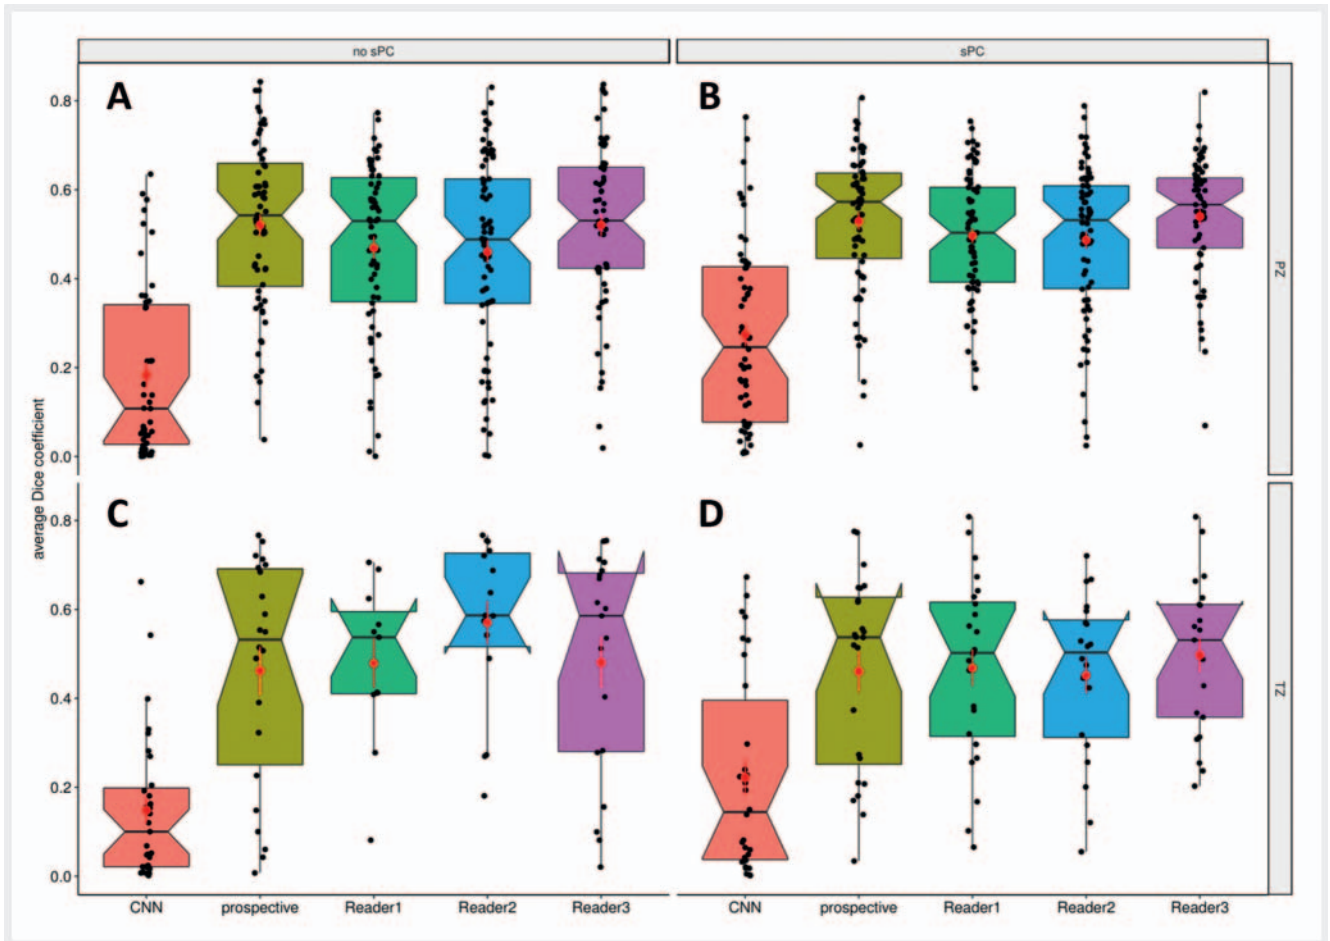 no sPC
sPC
A
B
0.8
0.6
0.4
0.2
0.0
PZ
average Dice coefficient
C
D
0.8
0.6
0.4
0.2
0.0
TZ
CNN prospective Reader1 Reader2 Reader3
CNN prospective Reader1 Reader2 Reader3